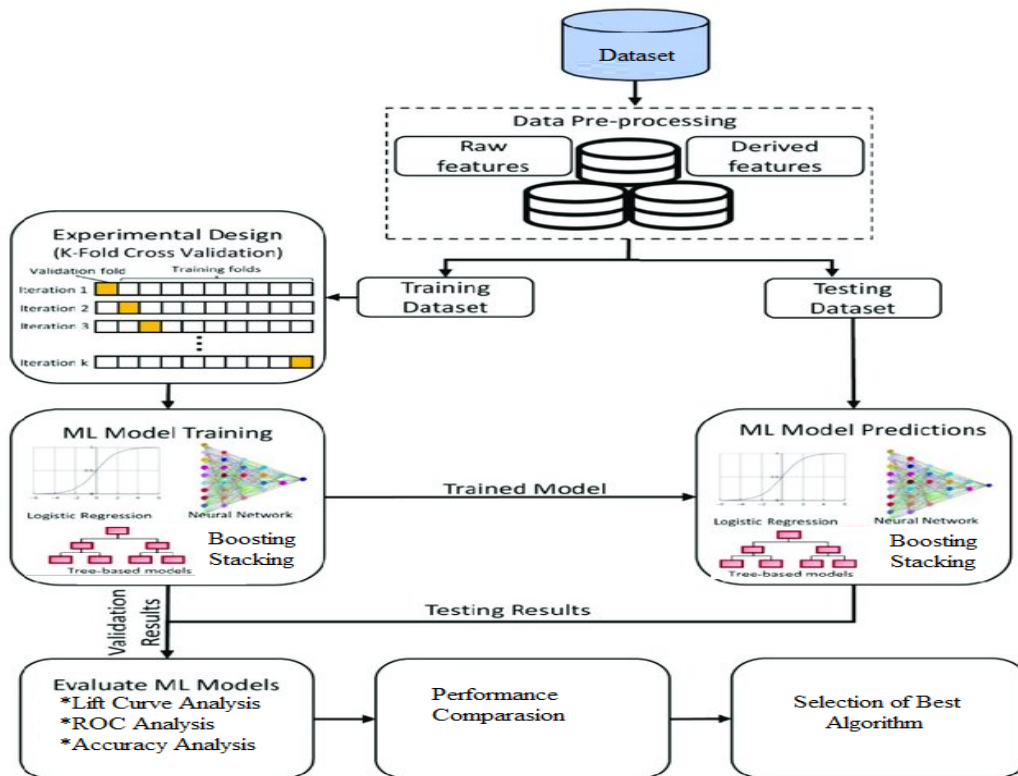 Dataset
Data Pre-processing
Raw
features
Derived
features
Experimental Design
(K-Fold Cross Validation)
Validation fold
Training folds
Iteration 1
Iteration 2
Iteration 3
Iteration k
Training
Dataset
Testing
Dataset
ML Model Training
Logistic Regression
Neural Network
Boosting
Stacking
Tree-based models
Trained Model
ML Model Predictions
Logistic Regression
Neural Network
Boosting
Stacking
Tree-based models
Validation
Results
Testing Results
Evaluate ML Models
*Lift Curve Analysis
*ROC Analysis
*Accuracy Analysis
Performance
Comparasion
Selection of Best
Algorithm